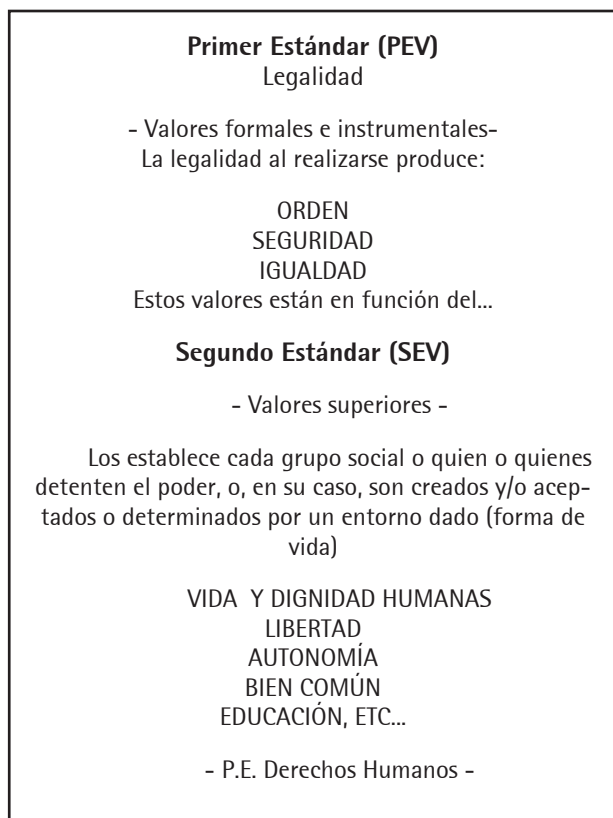 Primer Estándar (PEV)
Legalidad
- Valores formales e instrumentales-
La legalidad al realizarse produce:
ORDEN
SEGURIDAD
IGUALDAD
Estos valores están en función del...
Segundo Estándar (SEV)
- Valores superiores -
Los establece cada grupo social o quien o quienes
detenten el poder, o, en su caso, son creados y/o acep-
tados o determinados por un entorno dado (forma de
vida)
VIDA Y DIGNIDAD HUMANAS
LIBERTAD
AUTONOMÍA
BIEN COMÚN
EDUCACIÓN, ETC...
- P.E. Derechos Humanos -